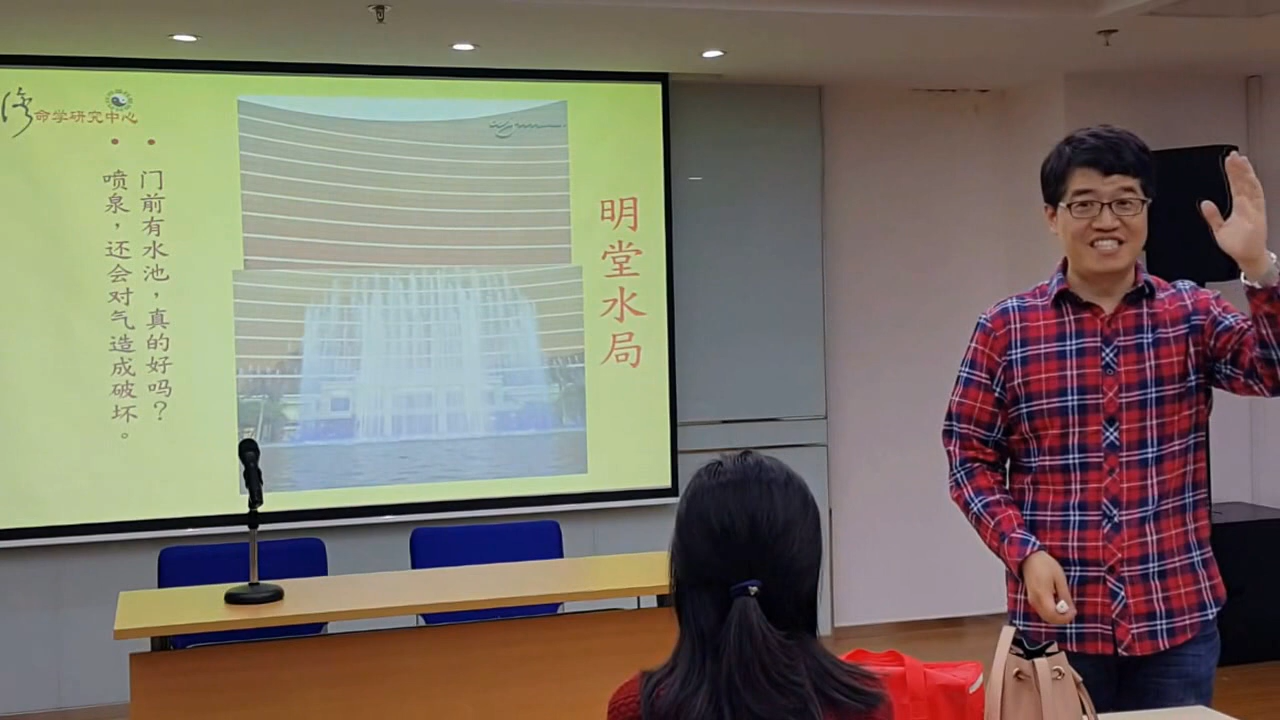 命学研究中心
明堂水局
门前有水池，真的好吗？
喷泉，还会对气造成破坏。